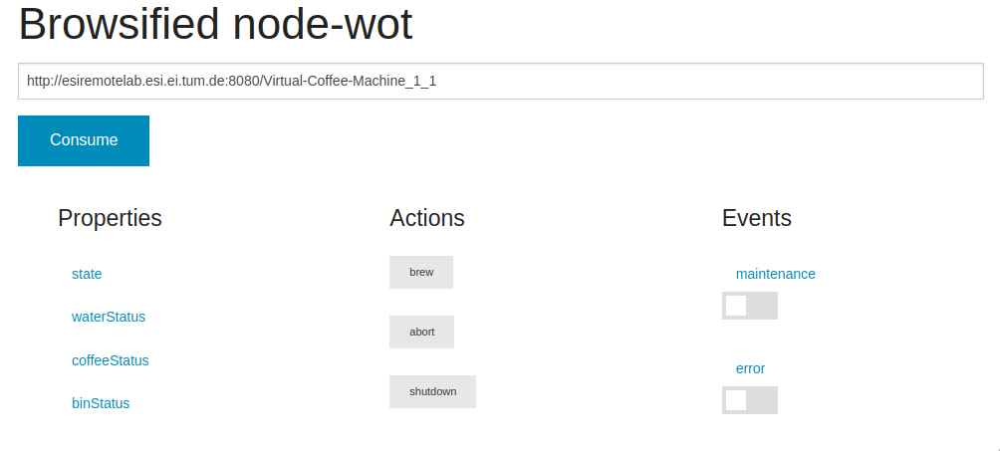 Browsified node-wot
http://esiremotelab.esi.ei.tum.de:8080/Virtual-Coffee-Machine_1_1
Consume
Properties
state
waterStatus
coffeeStatus
binStatus
Actions
brew
abort
shutdown
Events
maintenance
error